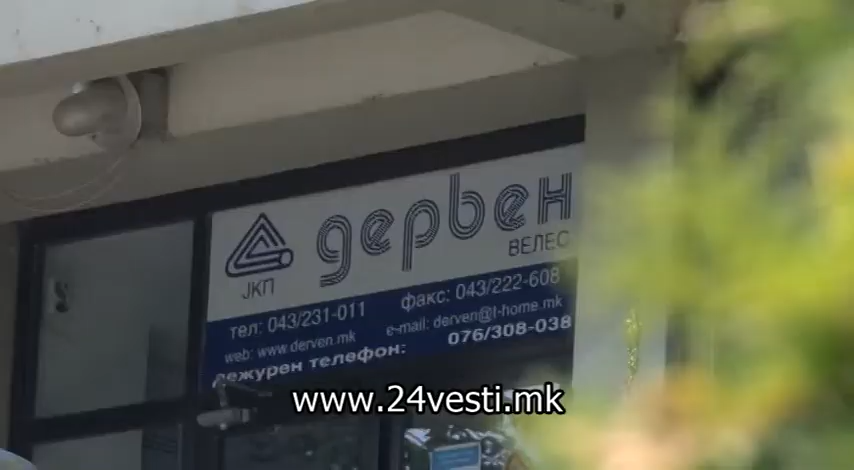 дервен
ВЕЛЕС
ЈКП
тел: 043/231-011 факс: 043/222-608
web: www.derven.mk e-mail: derven@t-home.mk
дежурен телефон: 076/308-038
www.24vesti.mk